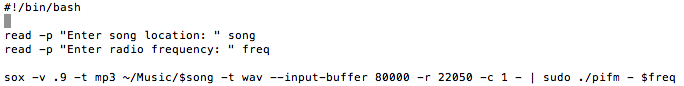 #!/bin/bash
read -p "Enter song location: " song
read -p "Enter radio frequency: " freq
sox -v .9 -t mp3 ~/Music/$song -t wav --input-buffer 80000 -r 22050 -c 1 - | sudo ./pifm - $freq